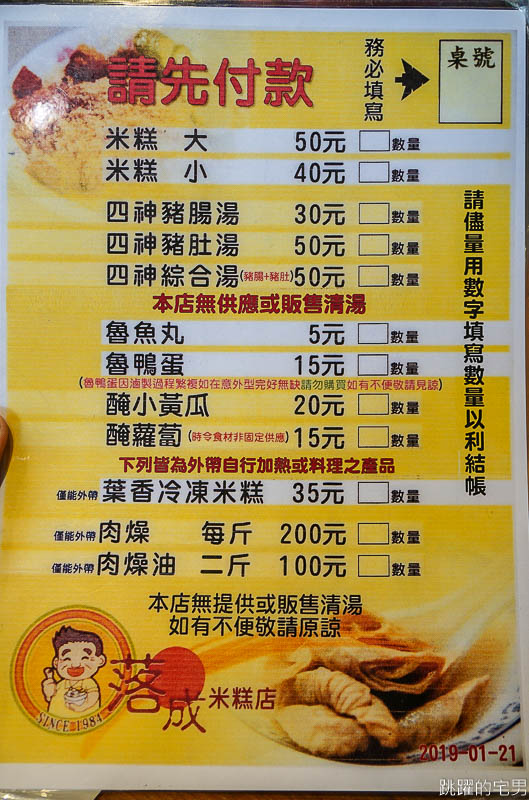 請先付款
務必填寫
桌號
米糕 大 50元 數量
米糕 小 40元 數量
四神豬腸湯 30元 數量
四神豬肚湯 50元 數量
四神綜合湯(豬腸+豬肚)50元 數量
本店無供應或販售清湯
魯魚丸 5元 數量
魯鴨蛋 15元 數量
(魯鴨蛋因滷製過程繁複如在意外型完好無缺請勿購買如有不便敬請見諒)
醃小黃瓜 20元 數量
醃蘿蔔(時令食材非固定供應) 15元 數量
請儘量用數字填寫數量以利結帳
下列皆為外帶自行加熱或料理之產品
僅能外帶 葉香冷凍米糕 35元 數量
僅能外帶 肉燥 每斤 200元 數量
僅能外帶 肉燥油 二斤 100元 數量
本店無提供或販售清湯
如有不便敬請原諒
SINCE 1984
落成米糕店
2019-01-21
跳躍的宅男